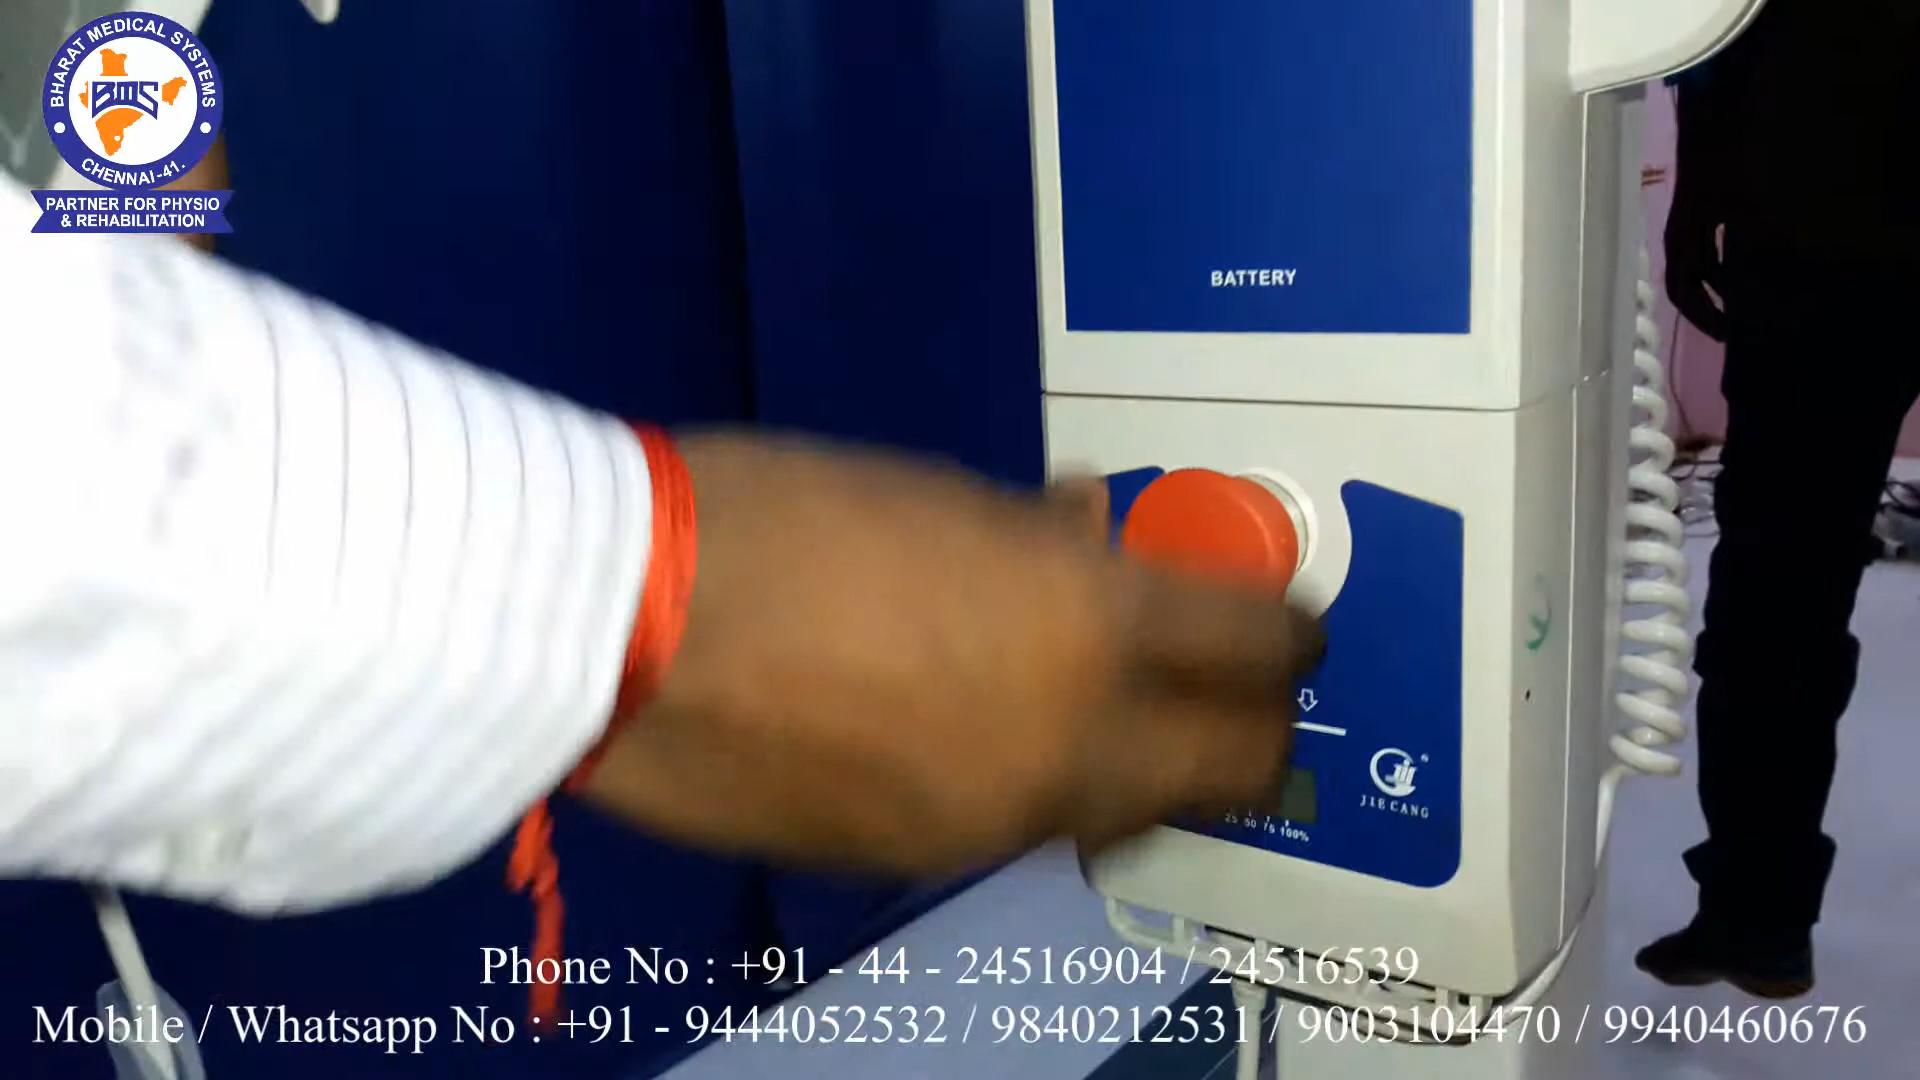 BHARAT MEDICAL SYSTEMS
BMS
CHENNAI-41.
PARTNER FOR PHYSIO
& REHABILITATION
BATTERY
JIECANG
25 50 75 100%
Phone No : +91 - 44 - 24516904 / 24516539
Mobile / Whatsapp No : +91 - 9444052532 / 9840212531 / 9003104470 / 9940460676